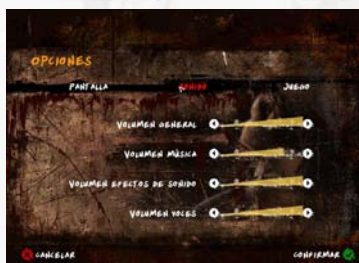 OPCIONES
PANTALLA SONIDO JUEGO
VOLUMEN GENERAL
VOLUMEN MÚSICA
VOLUMEN EFECTOS DE SONIDO
VOLUMEN VOCES
CANCELAR CONFIRMAR